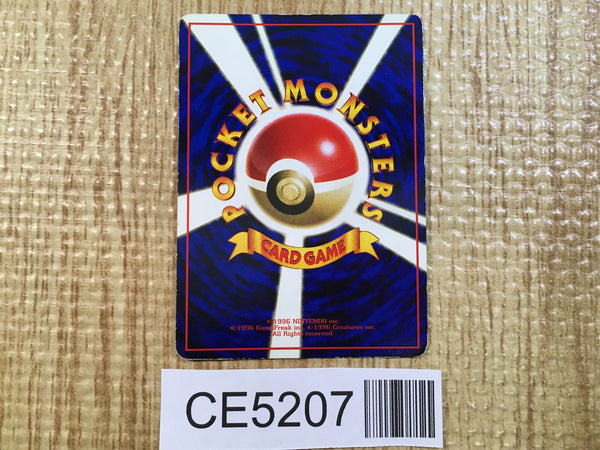 POCKET MONSTERS
CARD GAME
©1996 NINTENDO inc.
©1996 GameFreak inc. ©1996 Creatures inc.
All Rights reserved.
CE5207